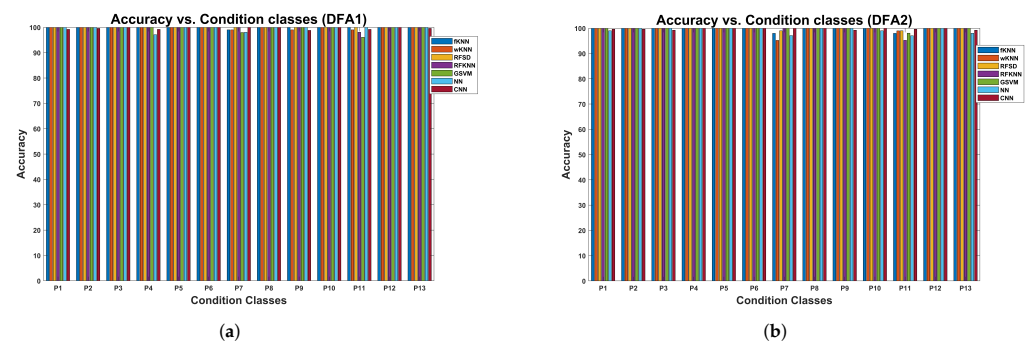 Accuracy vs. Condition classes (DFA1)
100
90
80
70
60
50
40
30
20
10
0
Accuracy
P1 P2 P3 P4 P5 P6 P7 P8 P9 P10 P11 P12 P13
Condition Classes
fKNN
wKNN
RFSD
RFKNN
GSVM
NN
CNN
(a)
Accuracy vs. Condition classes (DFA2)
100
90
80
70
60
50
40
30
20
10
0
Accuracy
P1 P2 P3 P4 P5 P6 P7 P8 P9 P10 P11 P12 P13
Condition Classes
fKNN
wKNN
RFSD
RFKNN
GSVM
NN
CNN
(b)